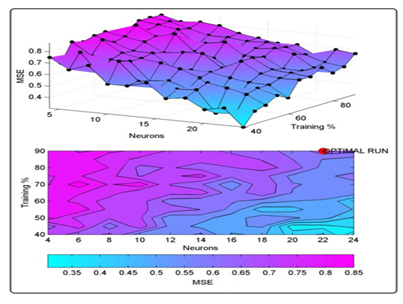 0.8
0.7
0.6
0.5
0.4
MSE
5
10
15
20
Neurons
40
60
80
Training %
OPTIMAL RUN
90
80
70
60
50
40
Training %
4 6 8 10 12 14 16 18 20 22 24
Neurons
0.35 0.4 0.45 0.5 0.55 0.6 0.65 0.7 0.75 0.8 0.85
MSE